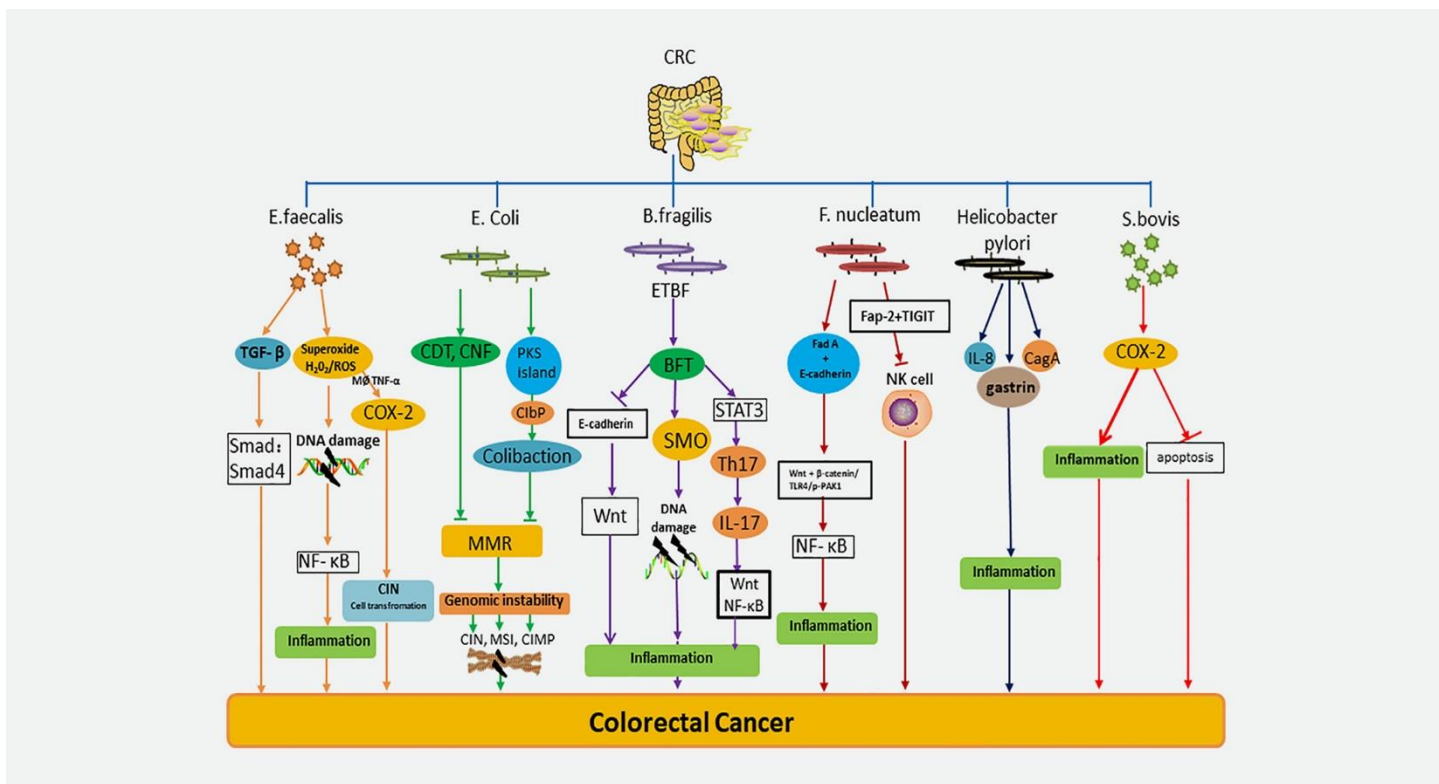 CRC
E.faecalis
E. Coli
B.fragilis
F. nucleatum
Helicobacter
pylori
S.bovis
ETBF
TGF- β
Superoxide
H₂O₂/ROS
MØ TNF-α
COX-2
Smad:
Smad4
DNA damage
NF- κB
CIN
Cell transfromation
Inflammation
CDT, CNF
PKS
island
ClbP
Colibaction
MMR
Genomic instability
CIN, MSI, CIMP
BFT
E-cadherin
Wnt
SMO
DNA
damage
STAT3
Th17
IL-17
Wnt
NF-κB
Inflammation
Fad A
+
E-cadherin
Fap-2+TIGIT
NK cell
Wnt + β-catenin/
TLR4/p-PAK1
NF- κB
Inflammation
IL-8
CagA
gastrin
Inflammation
COX-2
Inflammation
apoptosis
Colorectal Cancer